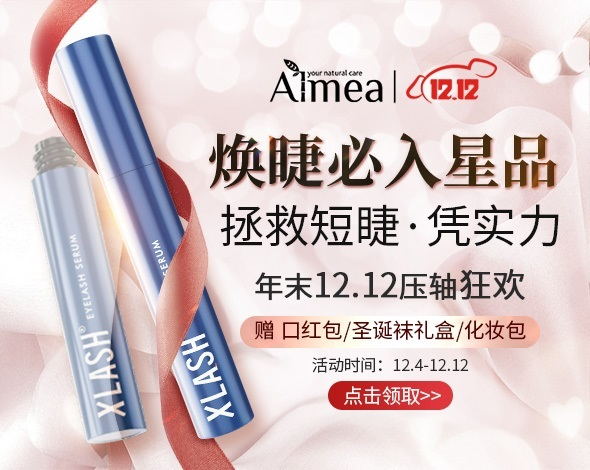 your natural care
Almea
12.12
焕睫必入星品
拯救短睫·凭实力
年末12.12压轴狂欢
赠 口红包/圣诞袜礼盒/化妆包
活动时间：12.4-12.12
点击领取>>
XLASH® EYELASH SERUM
XLASH
SERUM